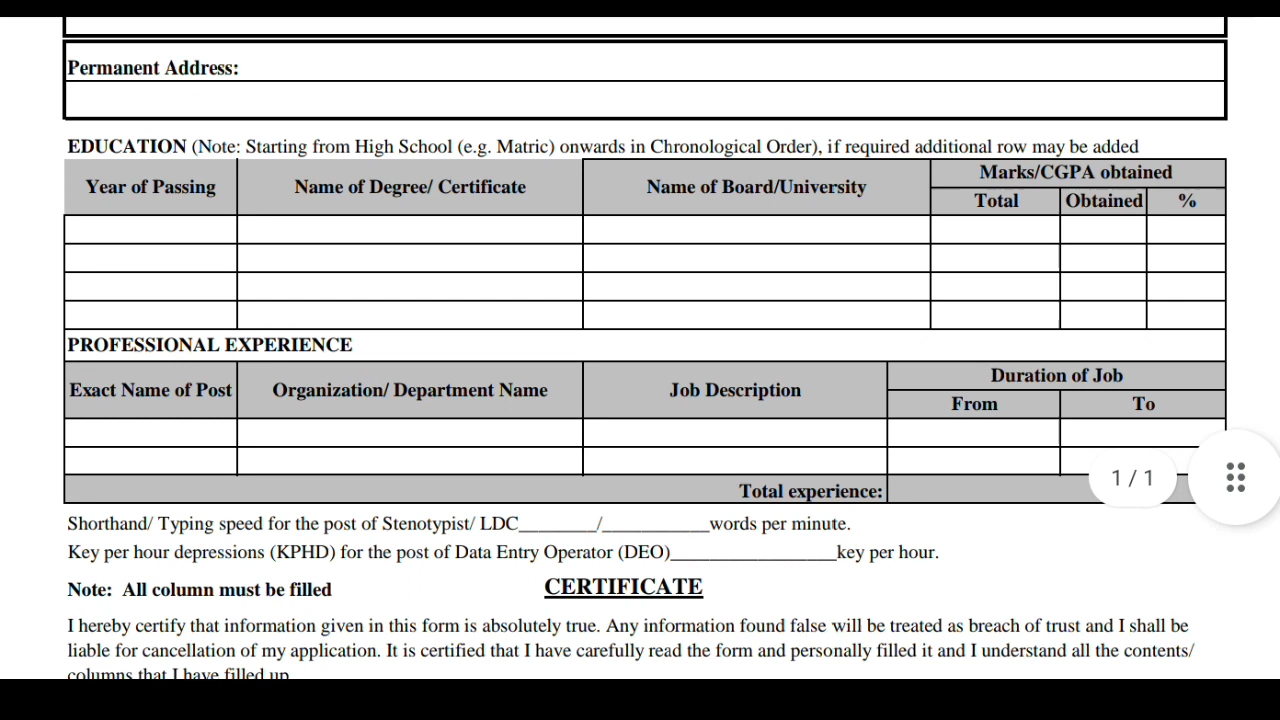 Permanent Address:
EDUCATION (Note: Starting from High School (e.g. Matric) onwards in Chronological Order), if required additional row may be added
Year of Passing Name of Degree/ Certificate Name of Board/University Marks/CGPA obtained
Total Obtained %
PROFESSIONAL EXPERIENCE
Exact Name of Post Organization/ Department Name Job Description Duration of Job
From To
1 / 1
Total experience:
Shorthand/ Typing speed for the post of Stenotypist/ LDC________/___________words per minute.
Key per hour depressions (KPHD) for the post of Data Entry Operator (DEO)_________________key per hour.
Note: All column must be filled
CERTIFICATE
I hereby certify that information given in this form is absolutely true. Any information found false will be treated as breach of trust and I shall be
liable for cancellation of my application. It is certified that I have carefully read the form and personally filled it and I understand all the contents/
columns that I have filled up.